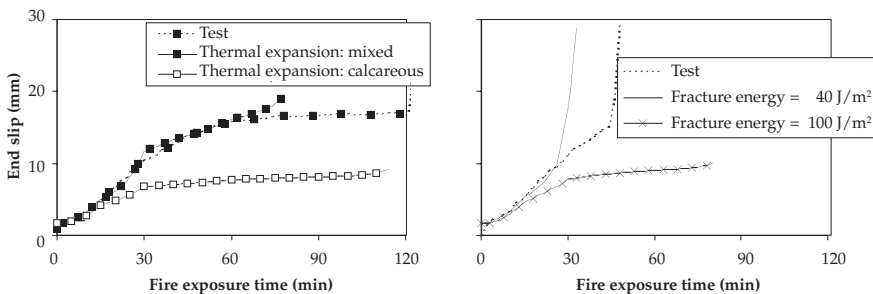 30
20
10
0
End slip (mm)
0 30 60 90 120
Fire exposure time (min)
Test
Thermal expansion: mixed
Thermal expansion: calcareous
0 30 60 90 120
Fire exposure time (min)
Test
Fracture energy = 40 J/m²
Fracture energy = 100 J/m²